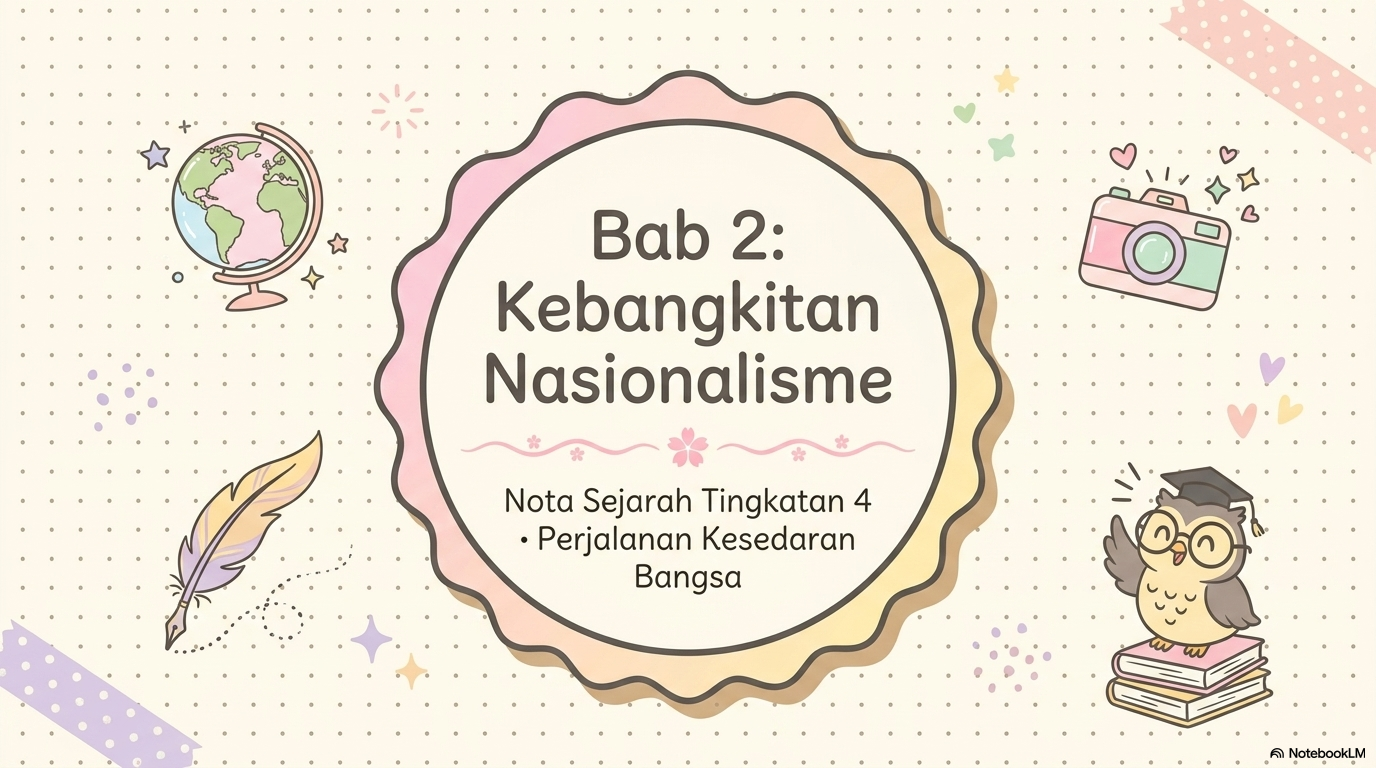 Bab 2:
Kebangkitan
Nasionalisme
Nota Sejarah Tingkatan 4
• Perjalanan Kesedaran
Bangsa
NotebookLM